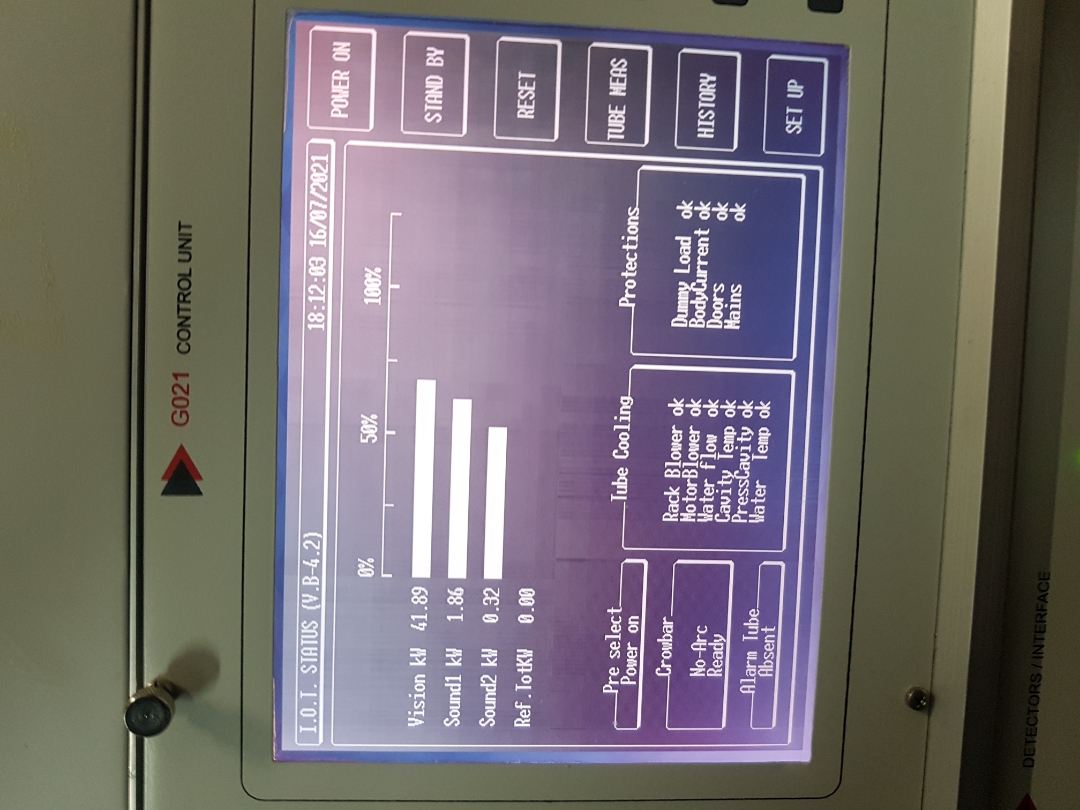 G021 CONTROL UNIT
I.O.T. STATUS (V.B-4.2) 18:12:03 16/07/2021
0% 50% 100%
Vision kW 41.89
Sound1 kW 1.86
Sound2 kW 0.32
Ref.TotKW 0.00
Pre select
Power on
Crowbar
No-Arc
Ready
Alarm Tube
Absent
Tube Cooling
Rack Blower ok
MotorBlower ok
Water flow ok
Cavity Temp ok
PressCavity ok
Water Temp ok
Protections
Dummy Load ok
BodyCurrent ok
Doors ok
Mains ok
POWER ON
STAND BY
RESET
TUBE MEAS
HISTORY
SET UP
DETECTORS / INTERFACE